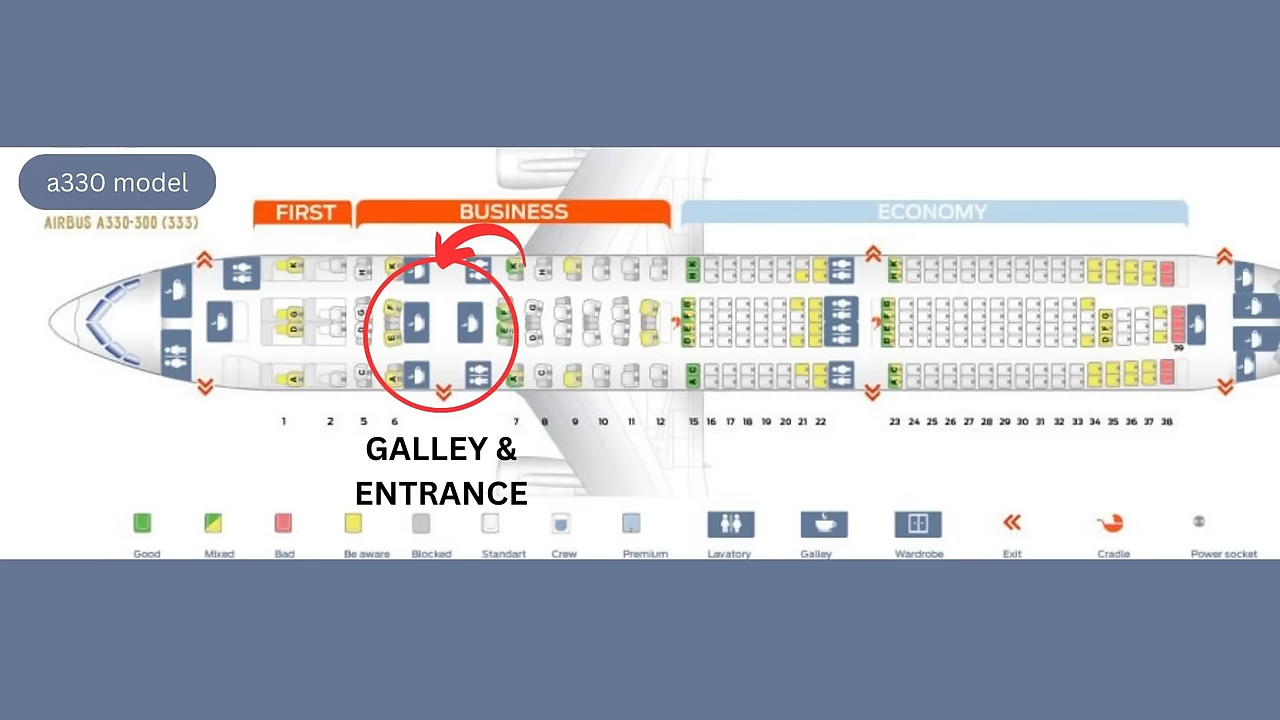 a330 model
AIRBUS A330-300 (333)
FIRST BUSINESS ECONOMY
K K H K K H K H K H K
D G D G D G E F E F D G D E F G D E F G D F G
A A C A A C A C A C
39
1 2 5 6 7 8 9 10 11 12 15 16 17 18 19 20 21 22 23 24 25 26 27 28 29 30 31 32 33 34 35 36 37 38
GALLEY &
ENTRANCE
Good Mixed Bad Be aware Blocked Standart Crew Premium Lavatory Galley Wardrobe Exit Cradle Power socket